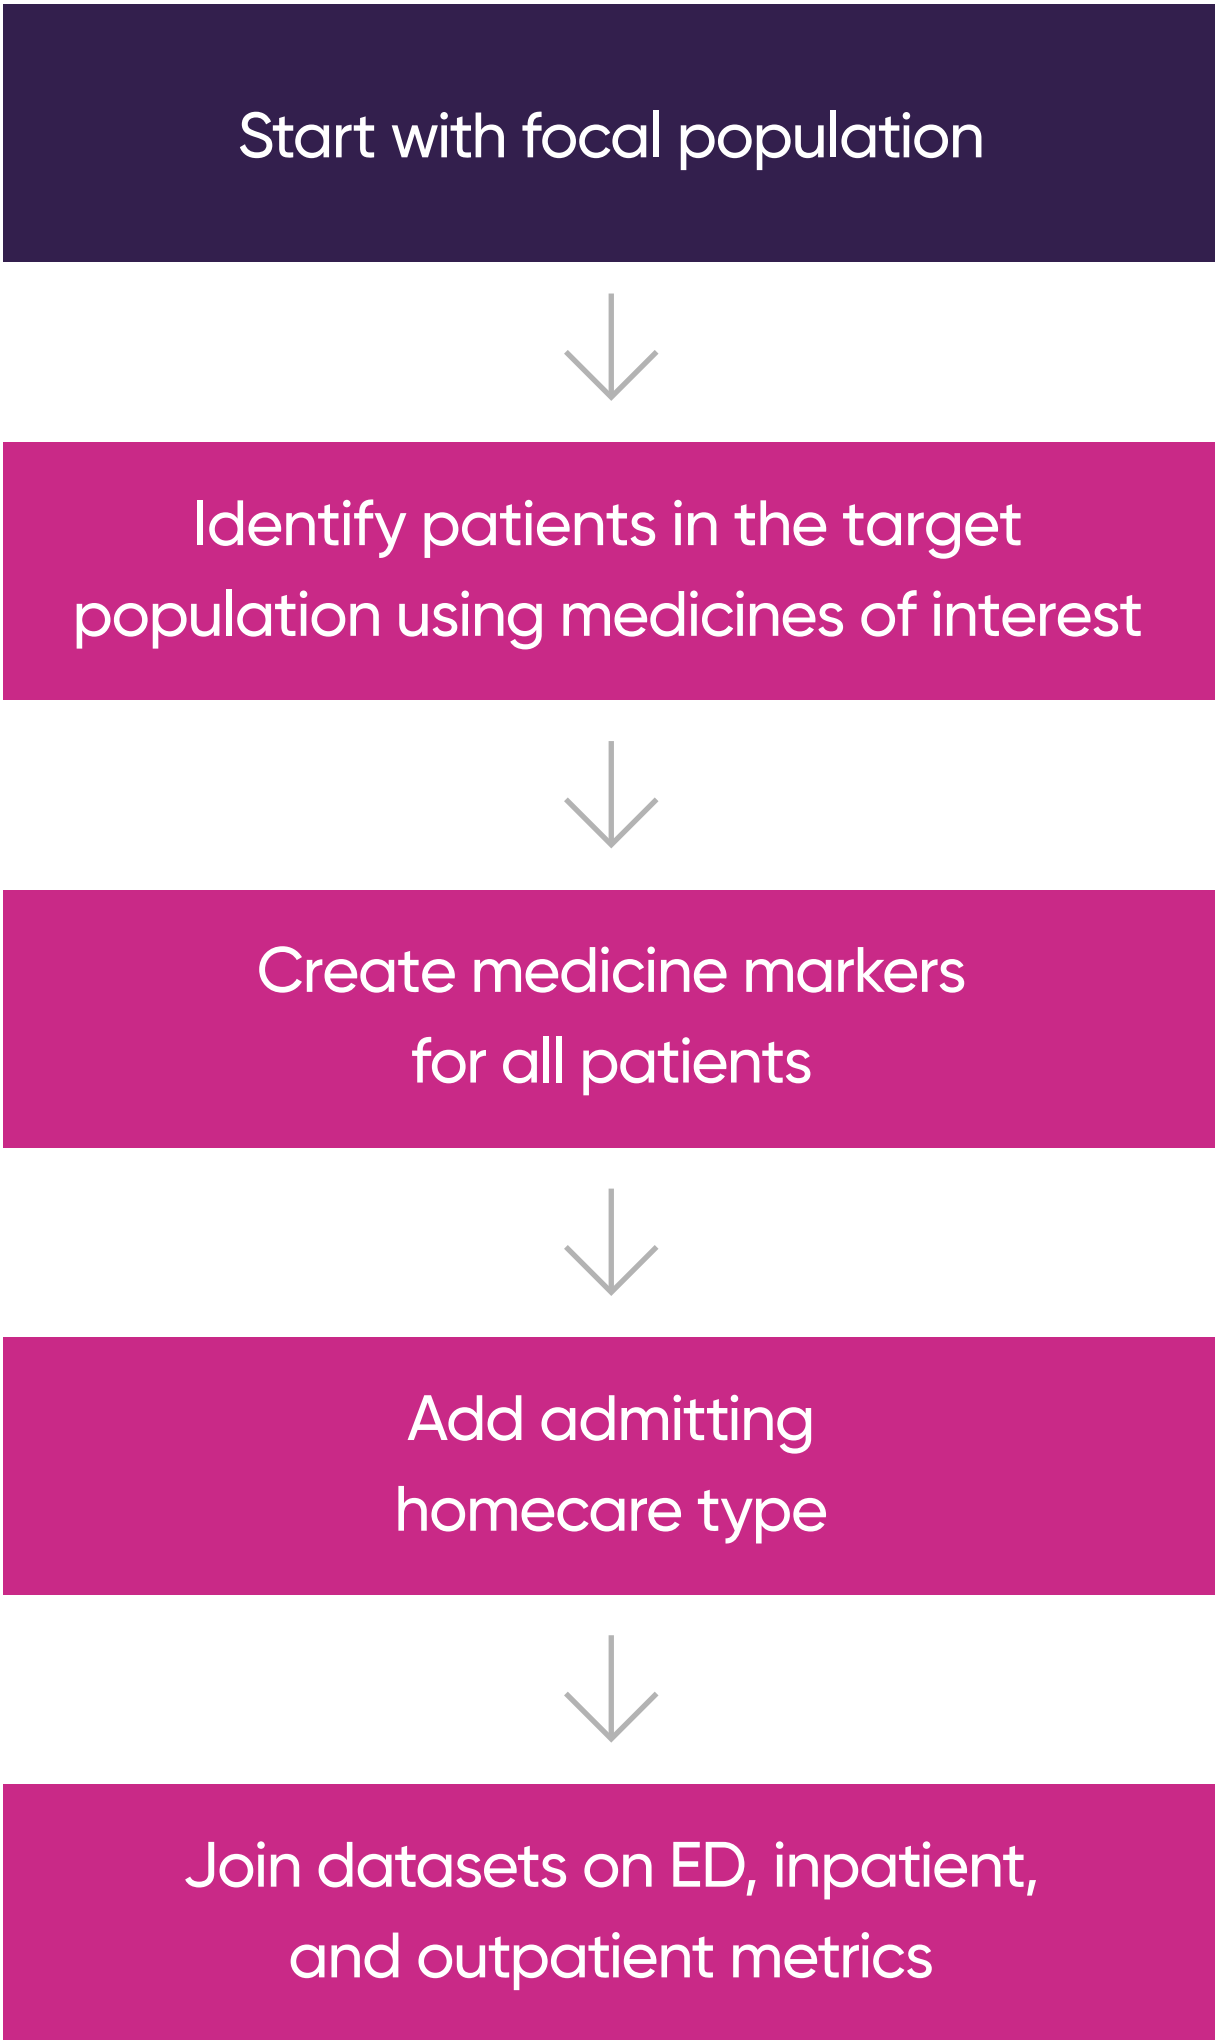 Start with focal population
Identify patients in the target
population using medicines of interest
Create medicine markers
for all patients
Add admitting
homecare type
Join datasets on ED, inpatient,
and outpatient metrics